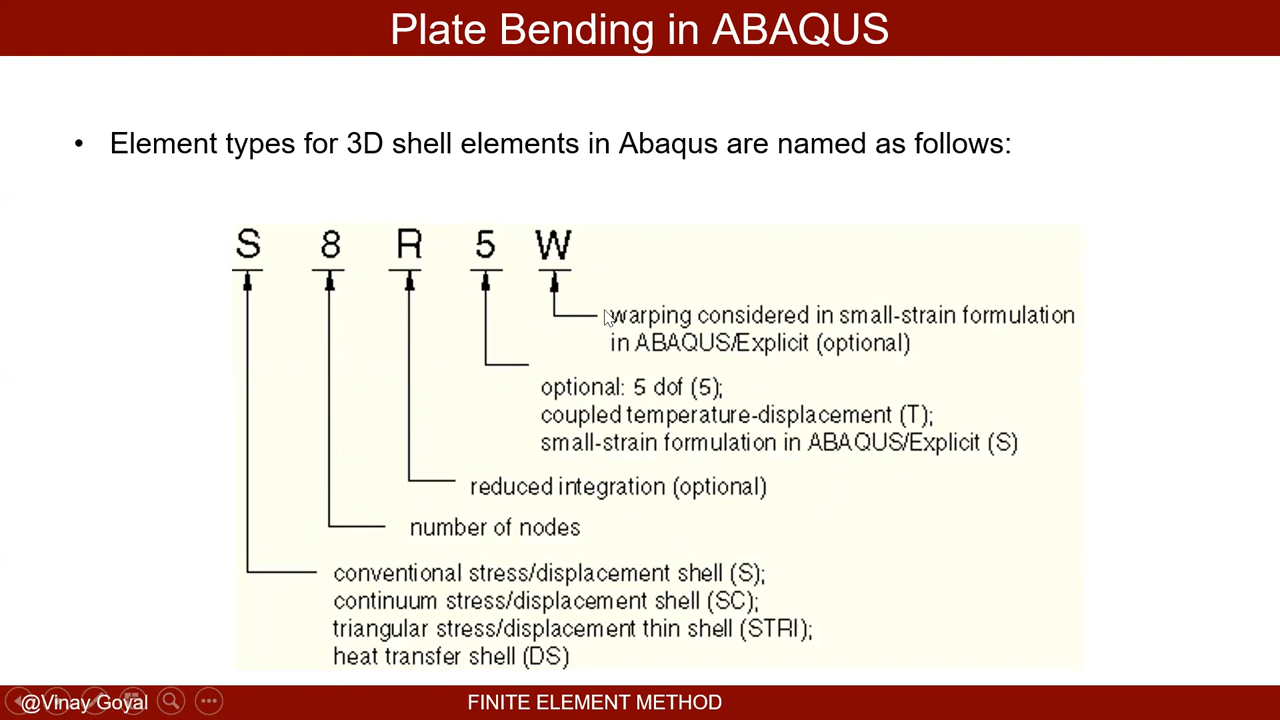 Plate Bending in ABAQUS
• Element types for 3D shell elements in Abaqus are named as follows:
S 8 R 5 W
warping considered in small-strain formulation
in ABAQUS/Explicit (optional)
optional: 5 dof (5);
coupled temperature-displacement (T);
small-strain formulation in ABAQUS/Explicit (S)
reduced integration (optional)
number of nodes
conventional stress/displacement shell (S);
continuum stress/displacement shell (SC);
triangular stress/displacement thin shell (STRI);
heat transfer shell (DS)
@Vinay Goyal
FINITE ELEMENT METHOD